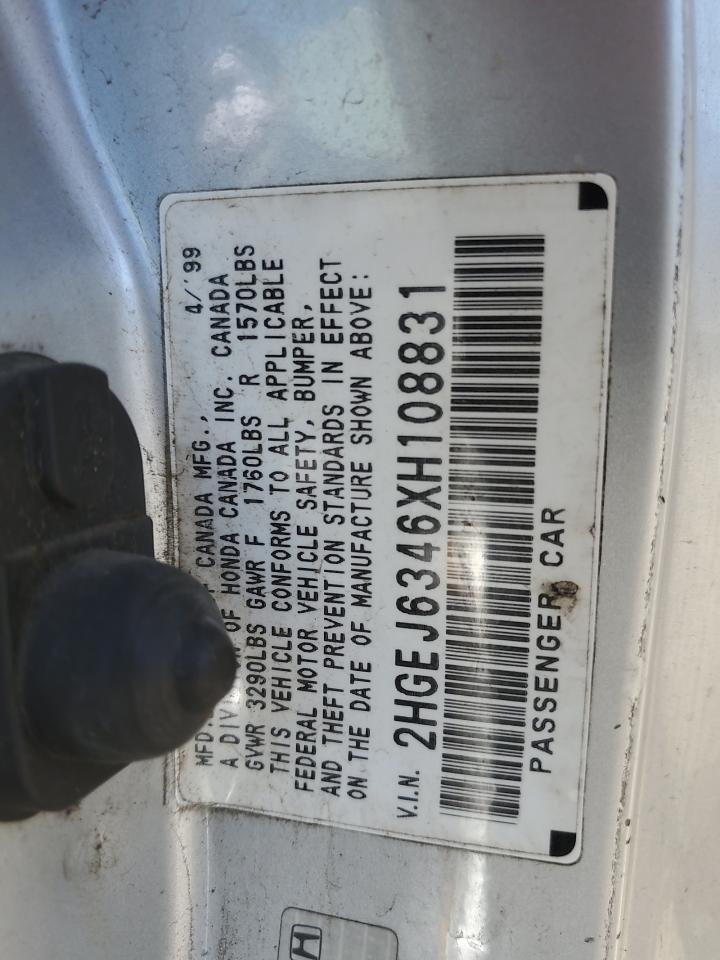 MFD CANADA MFG., 4/'99
A DIVI OF HONDA CANADA INC. CANADA
GVWR 3290LBS GAWR F 1760LBS R 1570LBS
THIS VEHICLE CONFORMS TO ALL APPLICABLE
FEDERAL MOTOR VEHICLE SAFETY, BUMPER,
AND THEFT PREVENTION STANDARDS IN EFFECT
ON THE DATE OF MANUFACTURE SHOWN ABOVE:
V.I.N. 2HGEJ6346XH108831
PASSENGER CAR